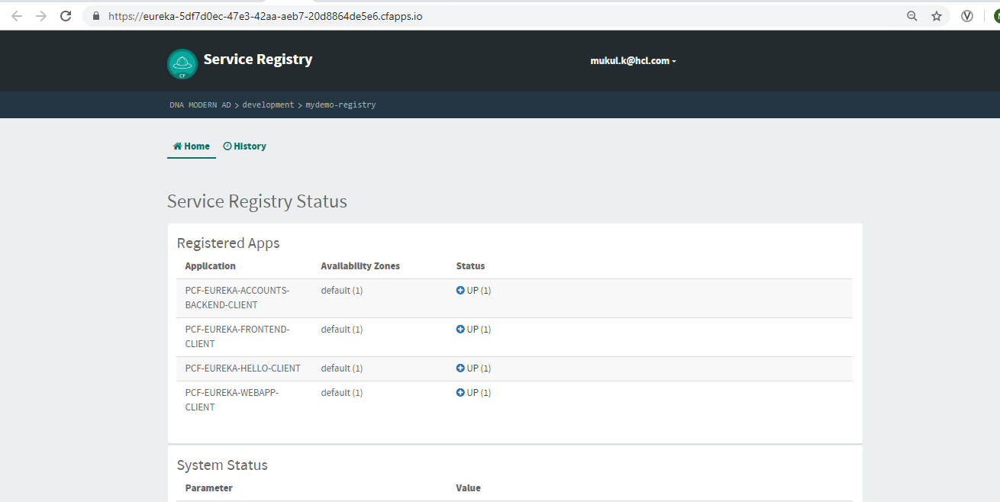 https://eureka-5df7d0ec-47e3-42aa-aeb7-20d8864de5e6.cfapps.io
CF
Service Registry
mukul.k@hcl.com
DNA MODERN AD > development > mydemo-registry
Home History
Service Registry Status
Registered Apps
Application Availability Zones Status
PCF-EUREKA-ACCOUNTS- default (1) UP (1)
BACKEND-CLIENT
PCF-EUREKA-FRONTEND- default (1) UP (1)
CLIENT
PCF-EUREKA-HELLO-CLIENT default (1) UP (1)
PCF-EUREKA-WEBAPP- default (1) UP (1)
CLIENT
System Status
Parameter Value